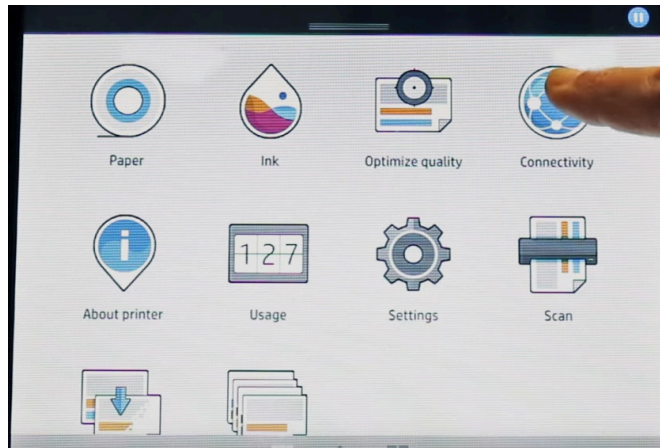 Paper
Ink
Optimize quality
Connectivity
About printer
127
Usage
Settings
Scan